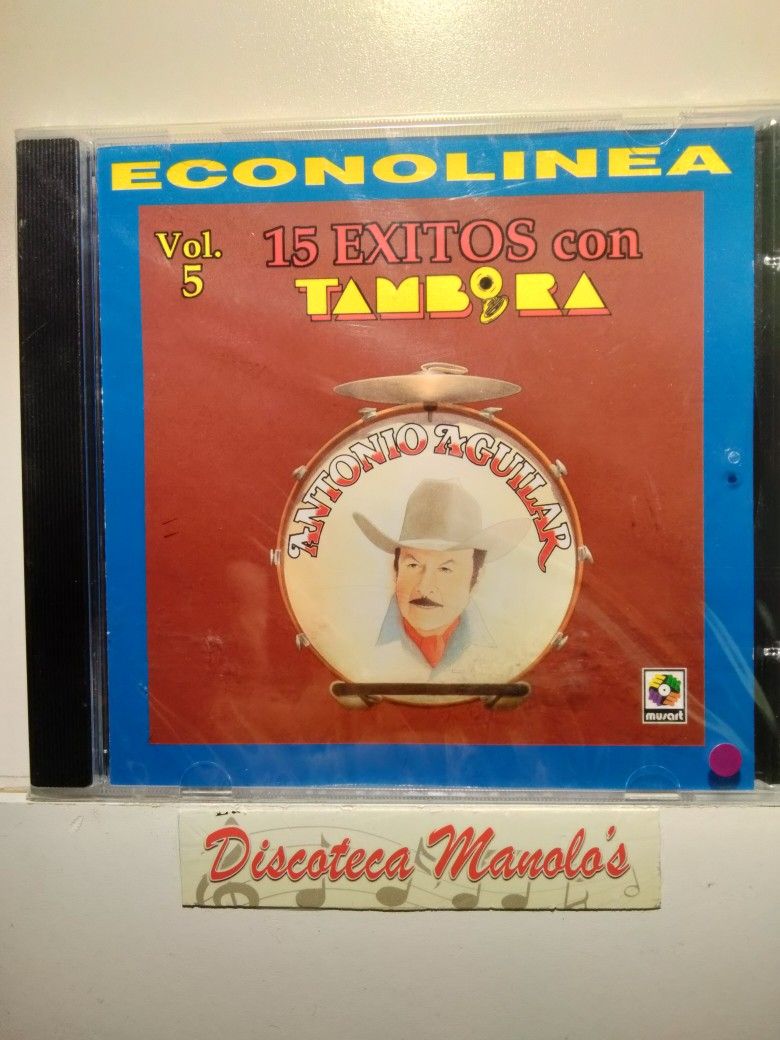 ECONOLINEA
Vol.
5
15 EXITOS con
TAMBORA
ANTONIO AGUILAR
musart
Discoteca Manolo's